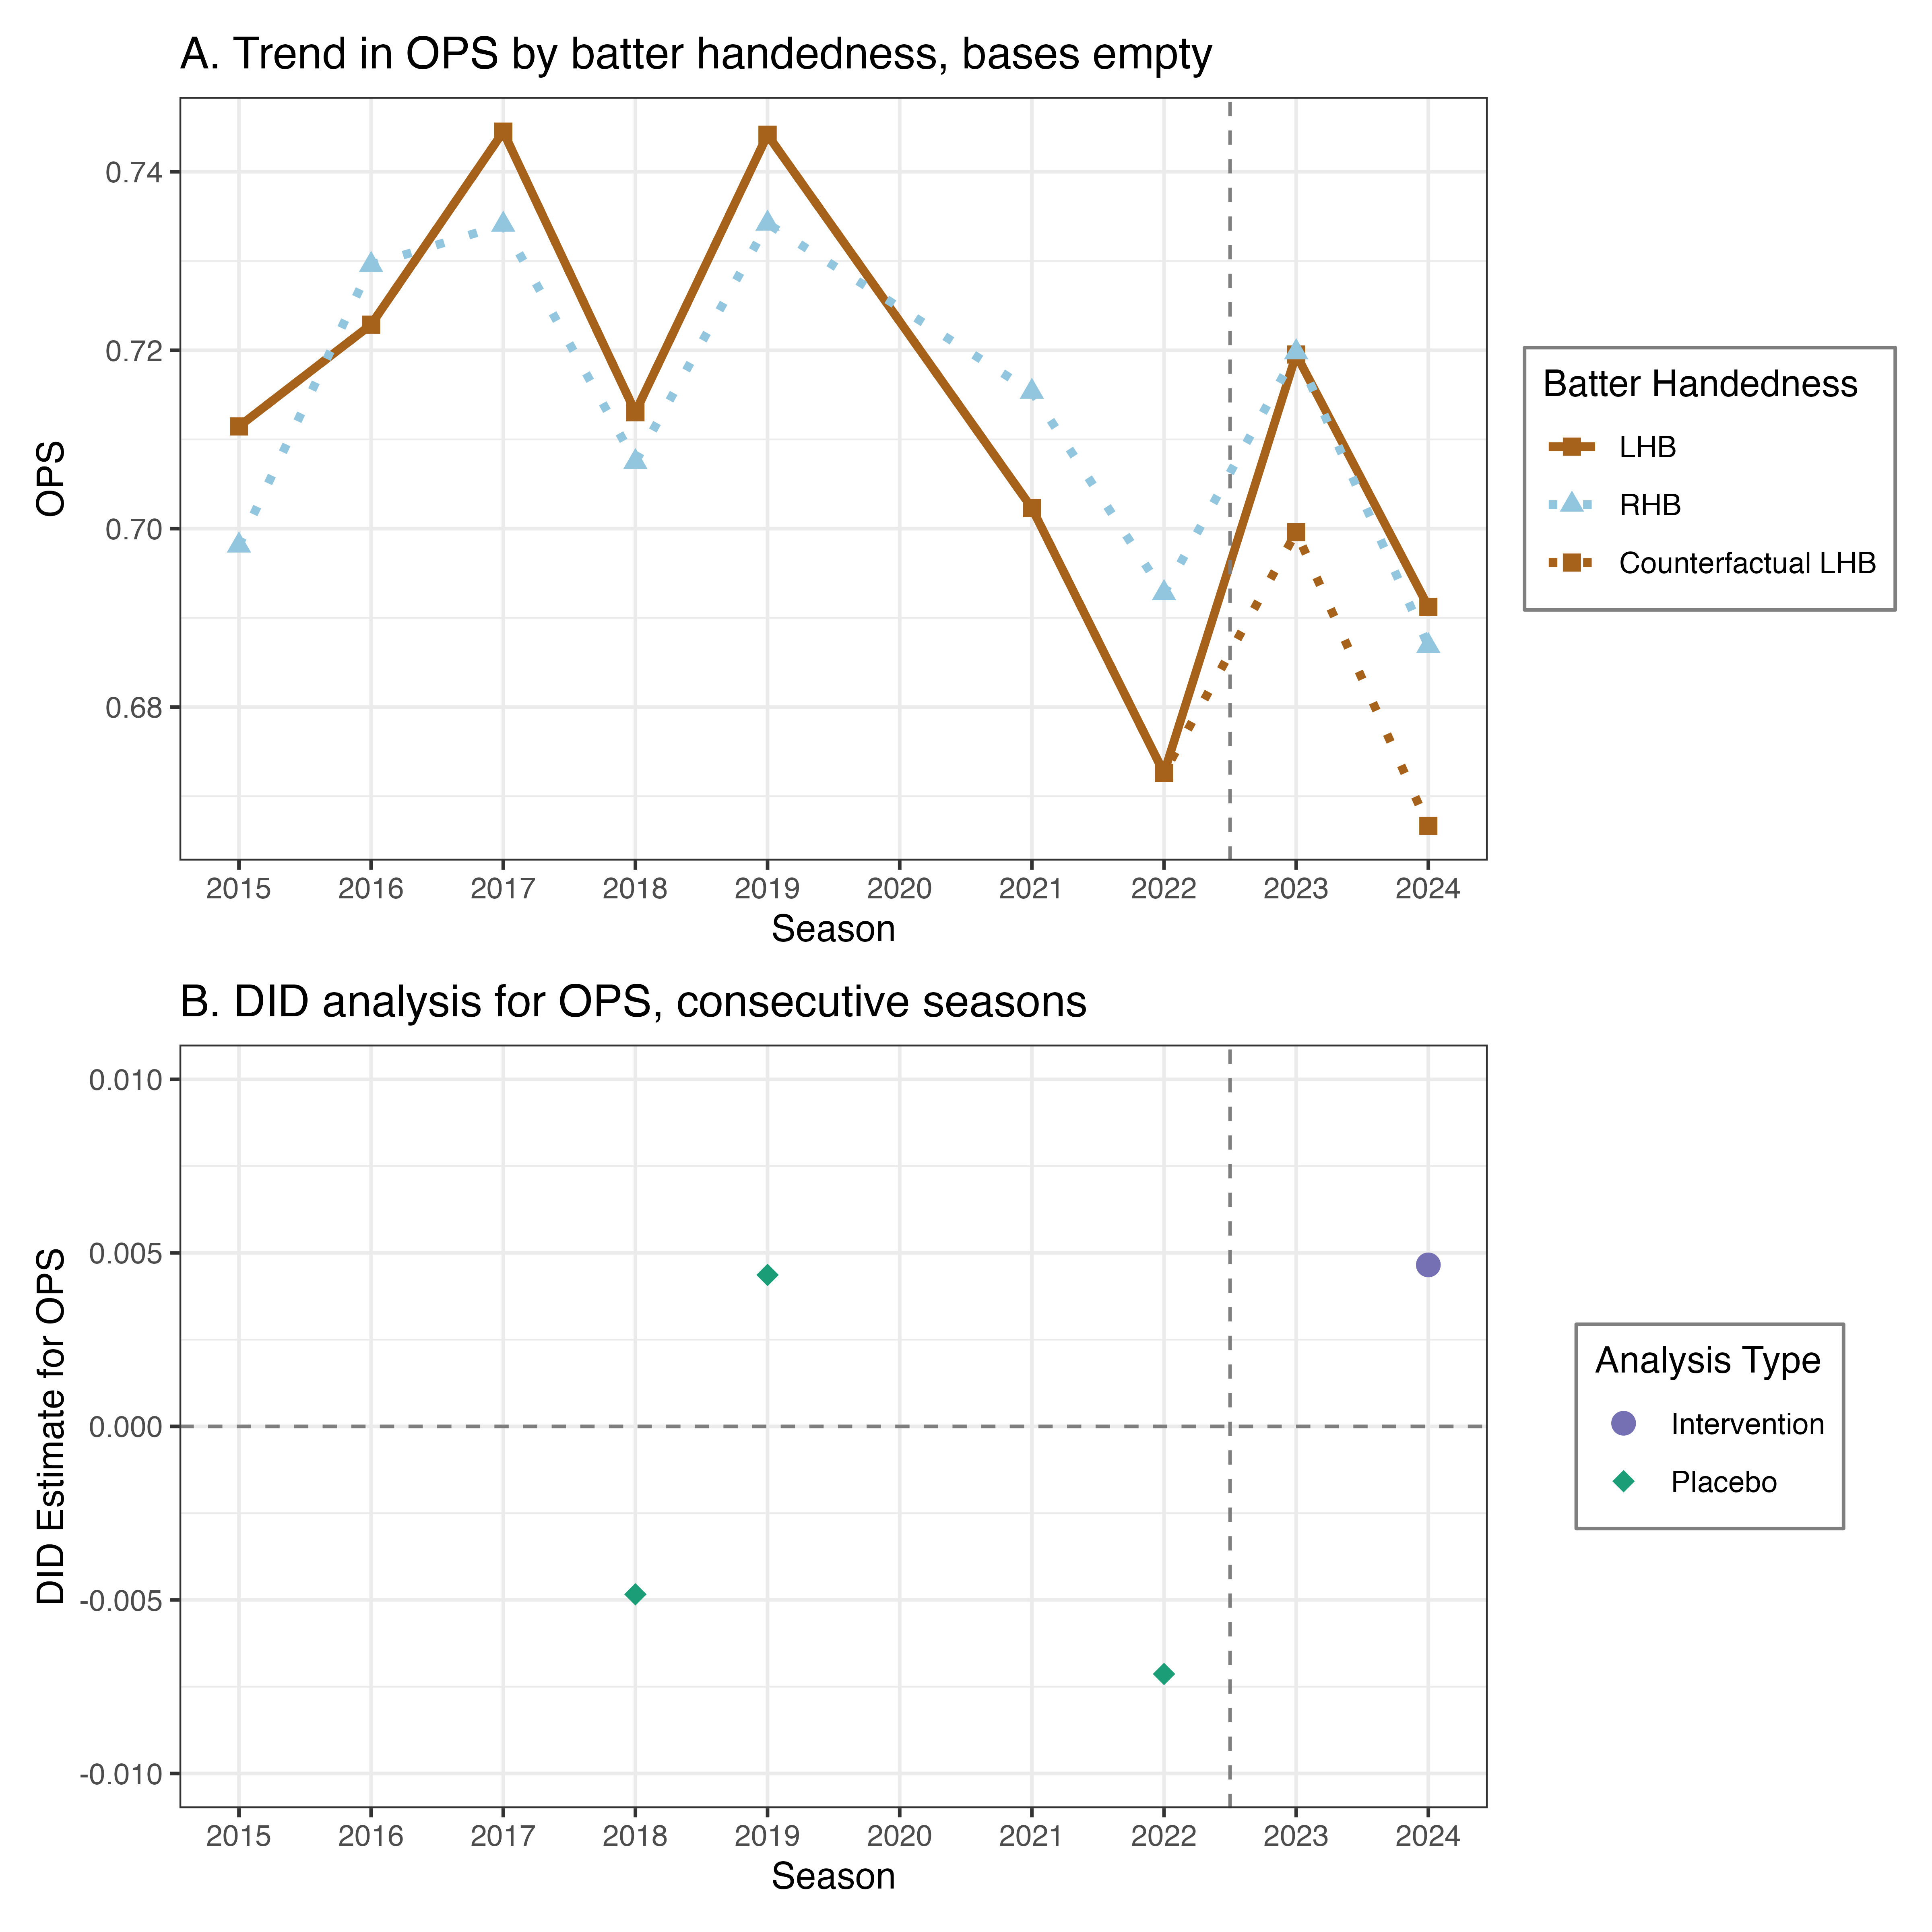 A. Trend in OPS by batter handedness, bases empty
OPS
0.74
0.72
0.70
0.68
2015 2016 2017 2018 2019 2020 2021 2022 2023 2024
Season
Batter Handedness
LHB
RHB
Counterfactual LHB
B. DID analysis for OPS, consecutive seasons
DID Estimate for OPS
0.010
0.005
0.000
-0.005
-0.010
2015 2016 2017 2018 2019 2020 2021 2022 2023 2024
Season
Analysis Type
Intervention
Placebo